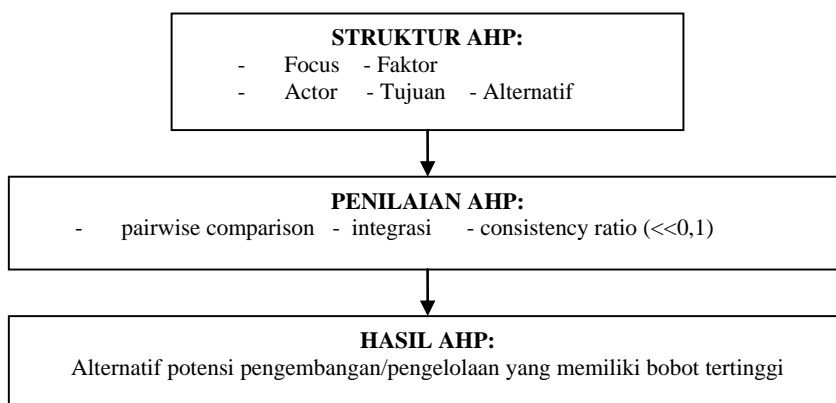 STRUKTUR AHP:
- Focus - Faktor
- Actor - Tujuan - Alternatif
PENILAIAN AHP:
- pairwise comparison - integrasi - consistency ratio (<<0,1)
HASIL AHP:
Alternatif potensi pengembangan/pengelolaan yang memiliki bobot tertinggi